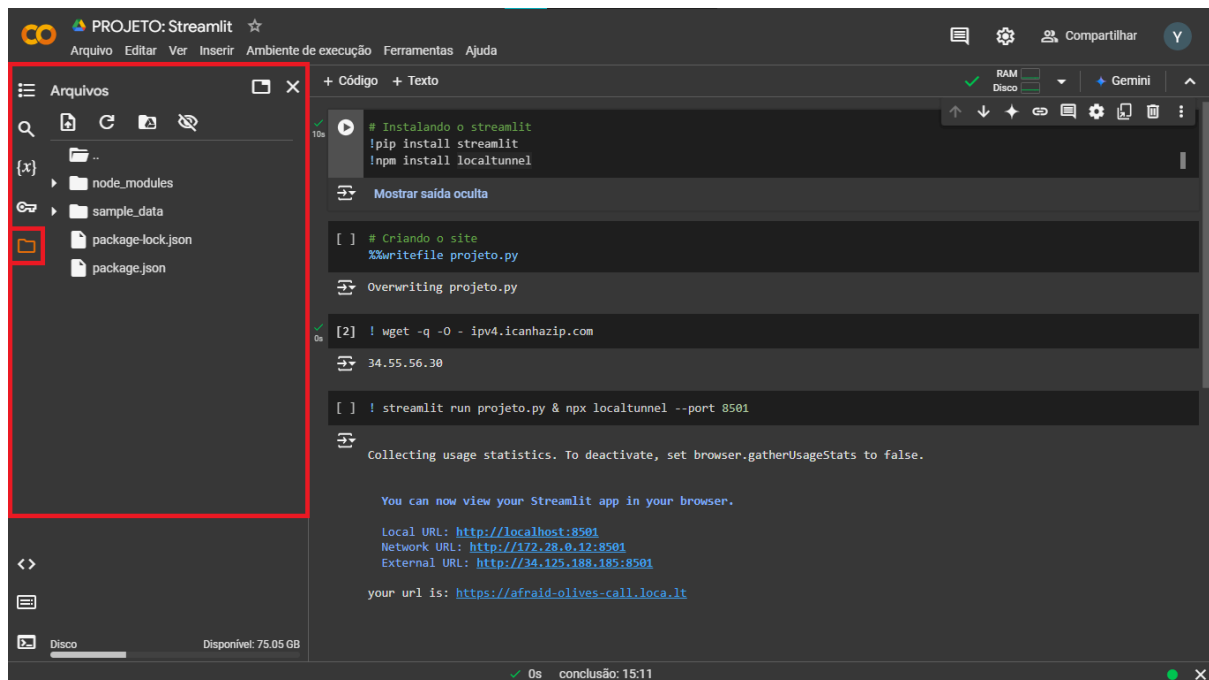 PROJETO: Streamlit
Arquivo Editar Ver Inserir Ambiente de execução Ferramentas Ajuda
Compartilhar
Y
Arquivos
..
node_modules
sample_data
package-lock.json
package.json
{x}
Disco Disponível: 75.05 GB
+ Código + Texto
RAM
Disco
Gemini
10s
# Instalando o streamlit
!pip install streamlit
!npm install localtunnel
Mostrar saída oculta
[ ] # Criando o site
%%writefile projeto.py
Overwriting projeto.py
0s
[2] ! wget -q -O - ipv4.icanhazip.com
34.55.56.30
[ ] ! streamlit run projeto.py & npx localtunnel --port 8501
Collecting usage statistics. To deactivate, set browser.gatherUsageStats to false.
You can now view your Streamlit app in your browser.
Local URL: http://localhost:8501
Network URL: http://172.28.0.12:8501
External URL: http://34.125.188.185:8501
your url is: https://afraid-olives-call.loca.lt
0s conclusão: 15:11